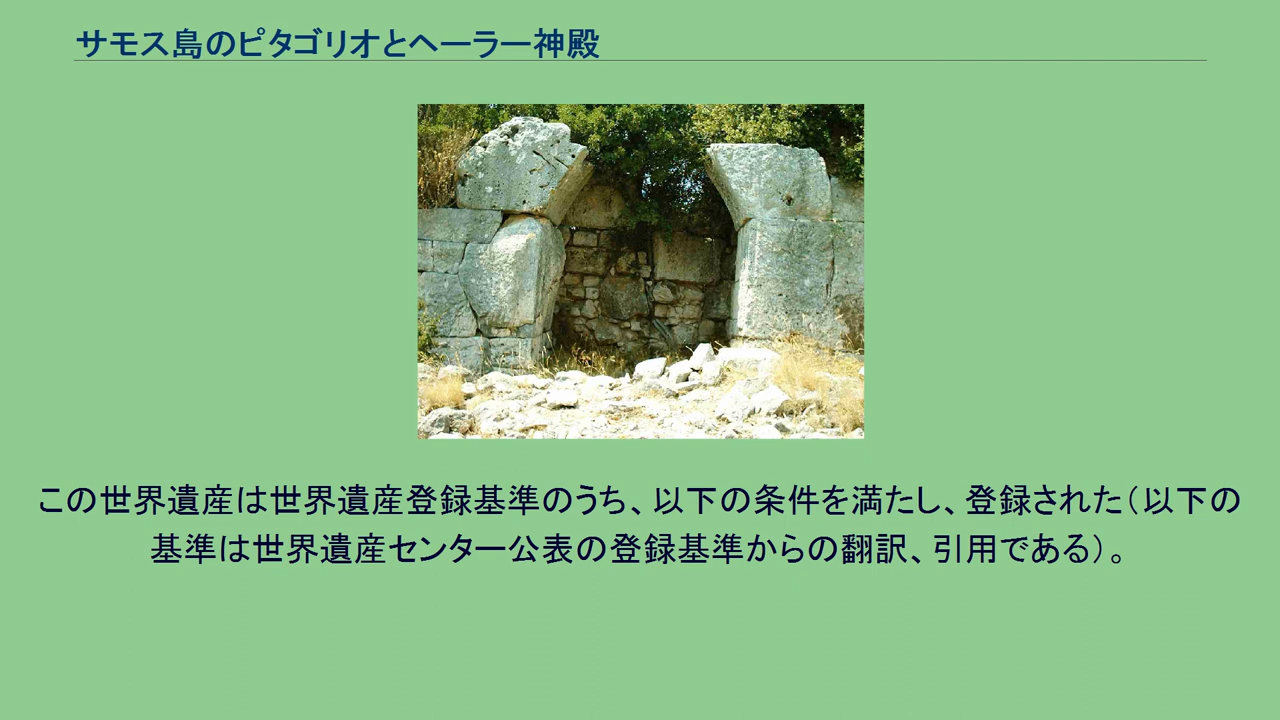 サモス島のピタゴリオとヘーラー神殿
この世界遺産は世界遺産登録基準のうち、以下の条件を満たし、登録された（以下の
基準は世界遺産センター公表の登録基準からの翻訳、引用である）。